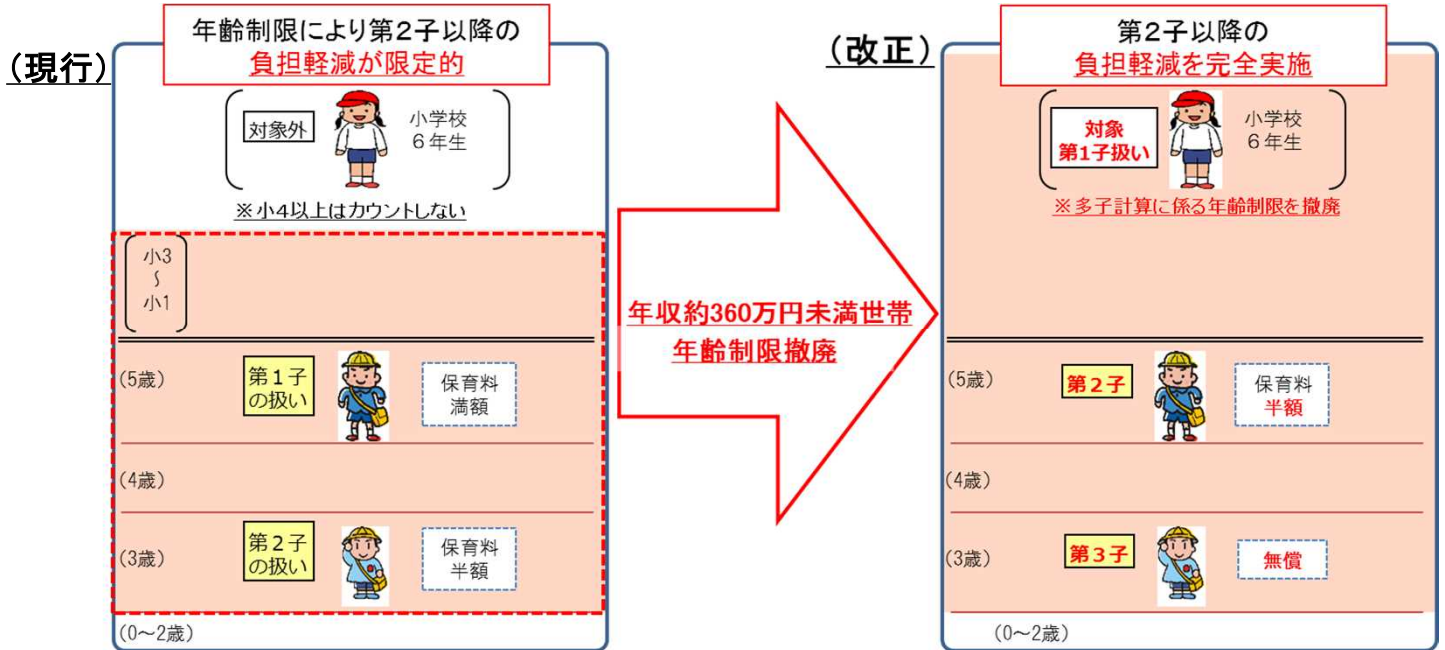 (現行)
年齢制限により第２子以降の
負担軽減が限定的
対象外
小学校
６年生
※小４以上はカウントしない
小3
～
小1
(5歳)
第１子
の扱い
保育料
満額
(4歳)
(3歳)
第２子
の扱い
保育料
半額
(0～2歳)
年収約360万円未満世帯
年齢制限撤廃
(改正)
第２子以降の
負担軽減を完全実施
対象
第1子扱い
小学校
６年生
※多子計算に係る年齢制限を撤廃
(5歳)
第２子
保育料
半額
(4歳)
(3歳)
第３子
無償
(0～2歳)